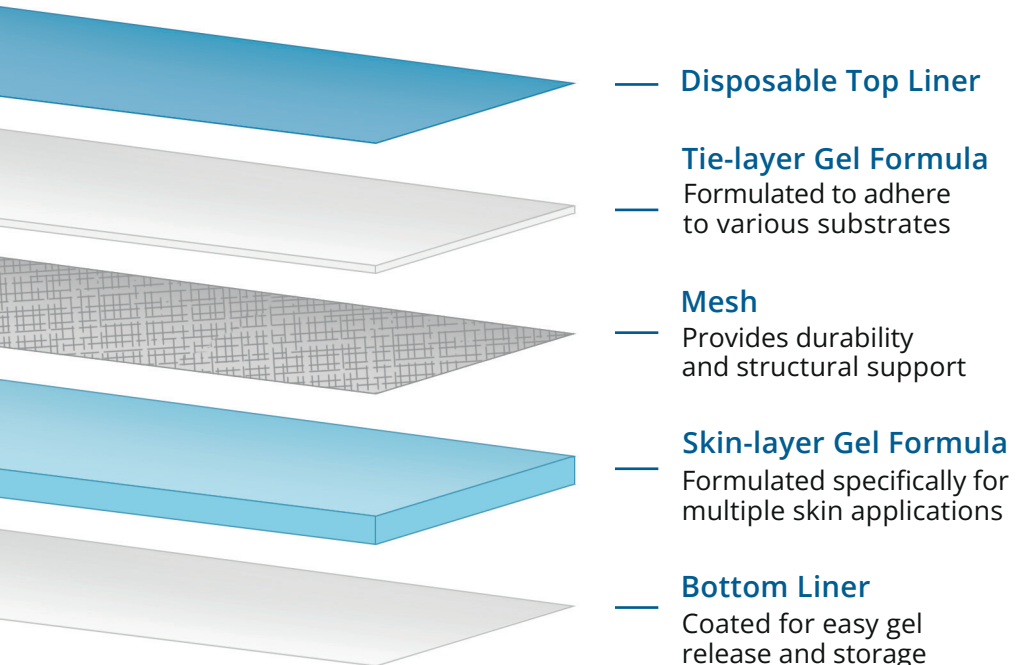 Disposable Top Liner
Tie-layer Gel Formula
Formulated to adhere
to various substrates
Mesh
Provides durability
and structural support
Skin-layer Gel Formula
Formulated specifically for
multiple skin applications
Bottom Liner
Coated for easy gel
release and storage